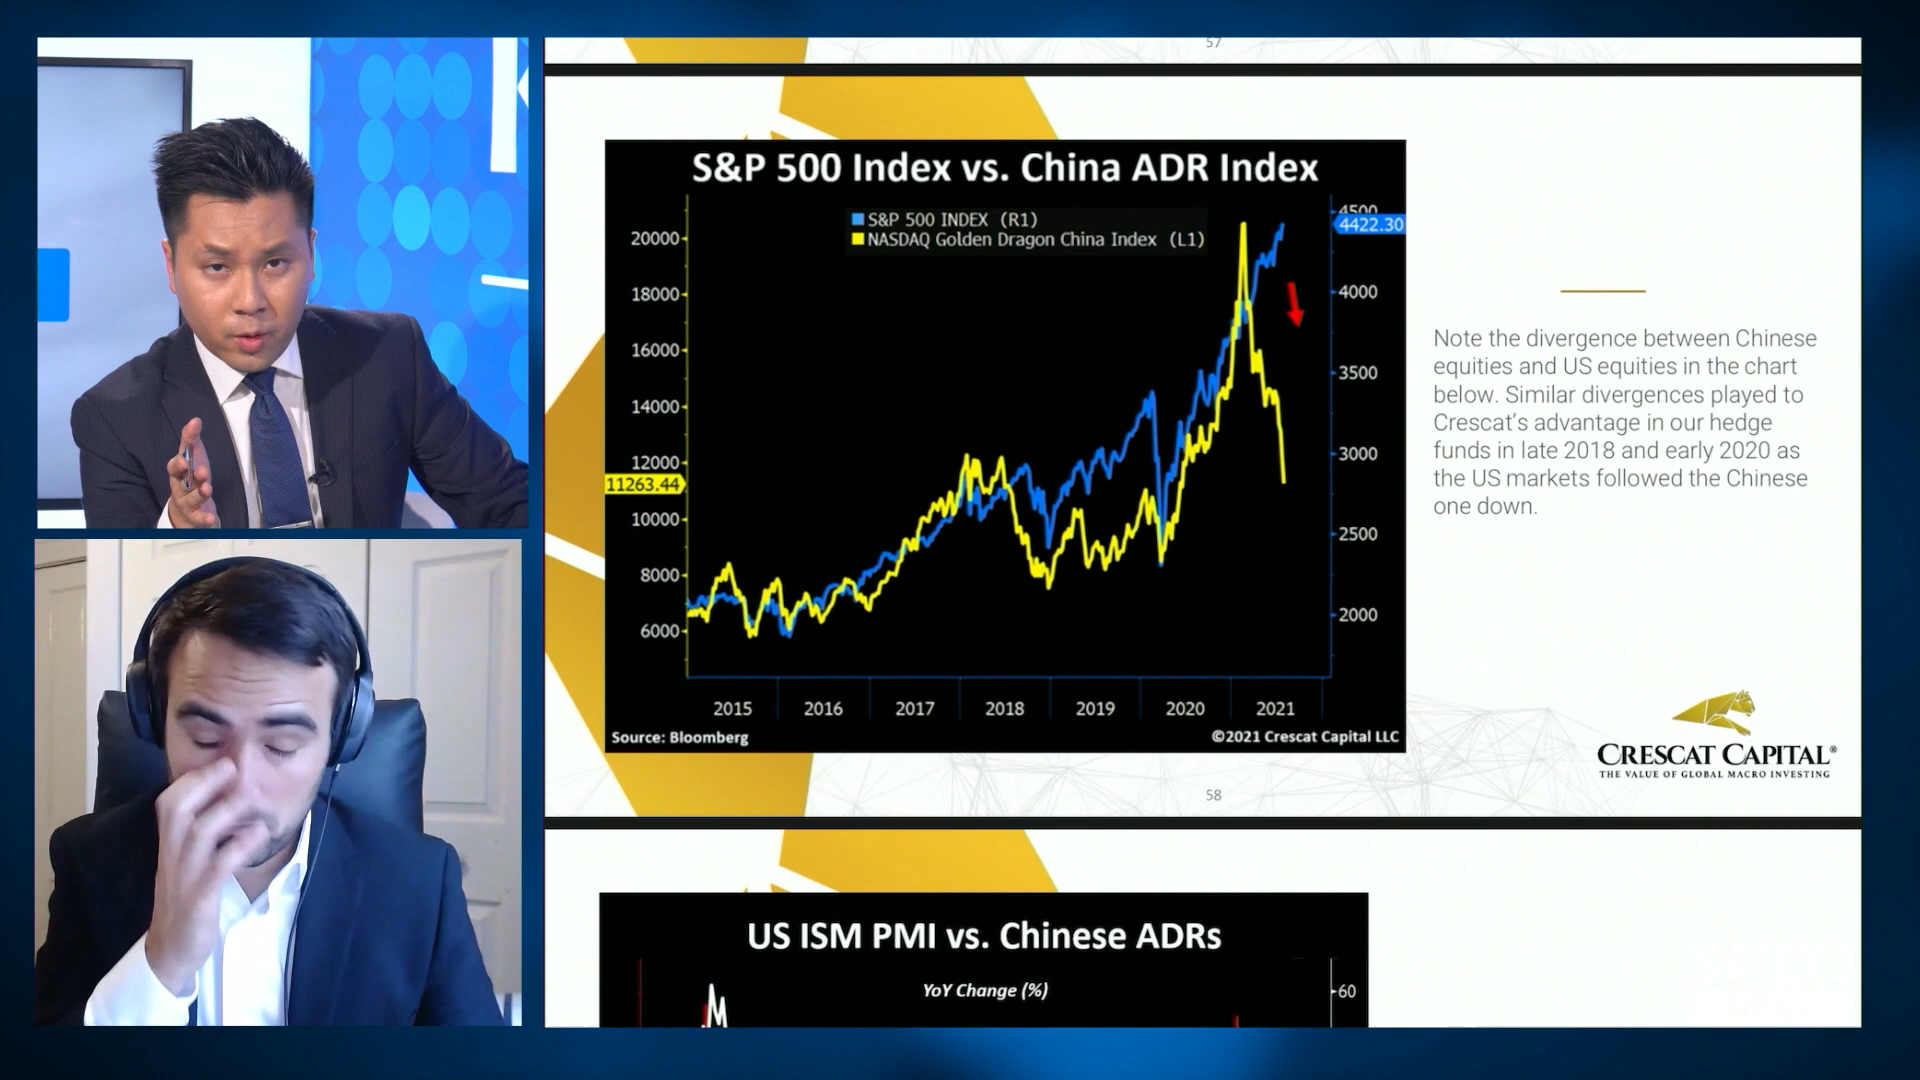 57
S&P 500 Index vs. China ADR Index
S&P 500 INDEX (R1)
NASDAQ Golden Dragon China Index (L1)
20000
18000
16000
14000
12000
11263.44
10000
8000
6000
4500
4422.30
4000
3500
3000
2500
2000
2015 2016 2017 2018 2019 2020 2021
Source: Bloomberg
©2021 Crescat Capital LLC
Note the divergence between Chinese
equities and US equities in the chart
below. Similar divergences played to
Crescat's advantage in our hedge
funds in late 2018 and early 2020 as
the US markets followed the Chinese
one down.
CRESCAT CAPITAL®
THE VALUE OF GLOBAL MACRO INVESTING
58
US ISM PMI vs. Chinese ADRs
YoY Change (%)
60